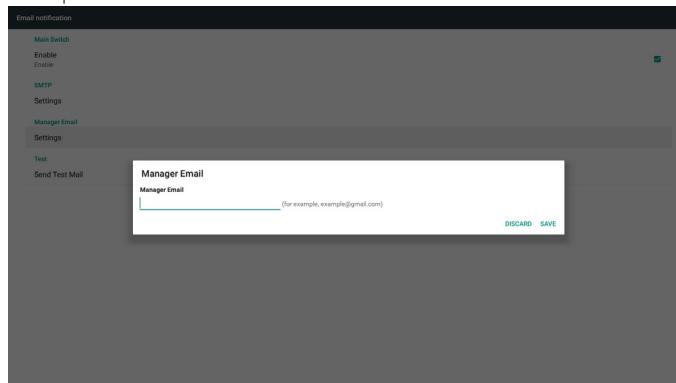 Email notification
Main Switch
Enable
Enable
SMTP
Settings
Manager Email
Settings
Test
Send Test Mail
Manager Email
Manager Email
(for example, example@gmail.com)
DISCARD SAVE